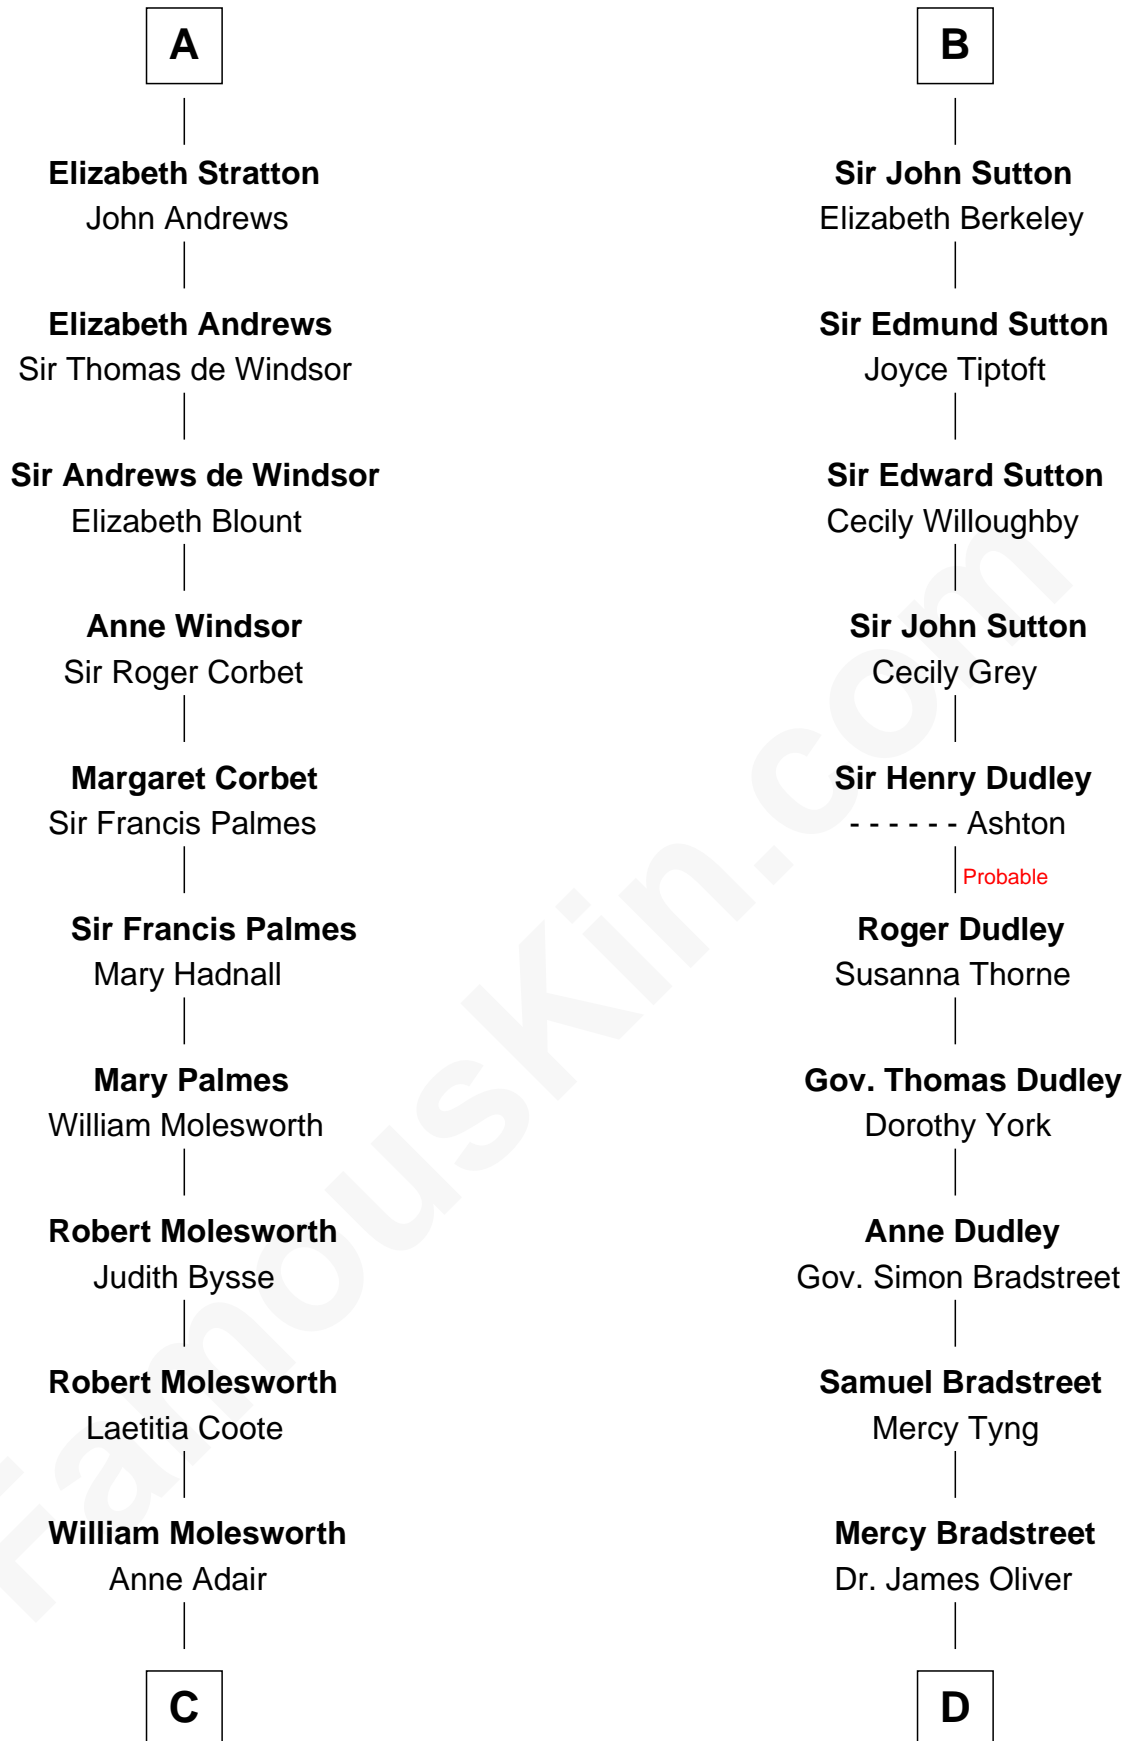 A
Elizabeth Stratton
John Andrews
Elizabeth Andrews
Sir Thomas de Windsor
Sir Andrews de Windsor
Elizabeth Blount
Anne Windsor
Sir Roger Corbet
Margaret Corbet
Sir Francis Palmes
Sir Francis Palmes
Mary Hadnall
Mary Palmes
William Molesworth
Robert Molesworth
Judith Bysse
Robert Molesworth
Laetitia Coote
William Molesworth
Anne Adair
C
B
Sir John Sutton
Elizabeth Berkeley
Sir Edmund Sutton
Joyce Tiptoft
Sir Edward Sutton
Cecily Willoughby
Sir John Sutton
Cecily Grey
Sir Henry Dudley
- - - - - - Ashton
Probable
Roger Dudley
Susanna Thorne
Gov. Thomas Dudley
Dorothy York
Anne Dudley
Gov. Simon Bradstreet
Samuel Bradstreet
Mercy Tyng
Mercy Bradstreet
Dr. James Oliver
D
FamousKin.com